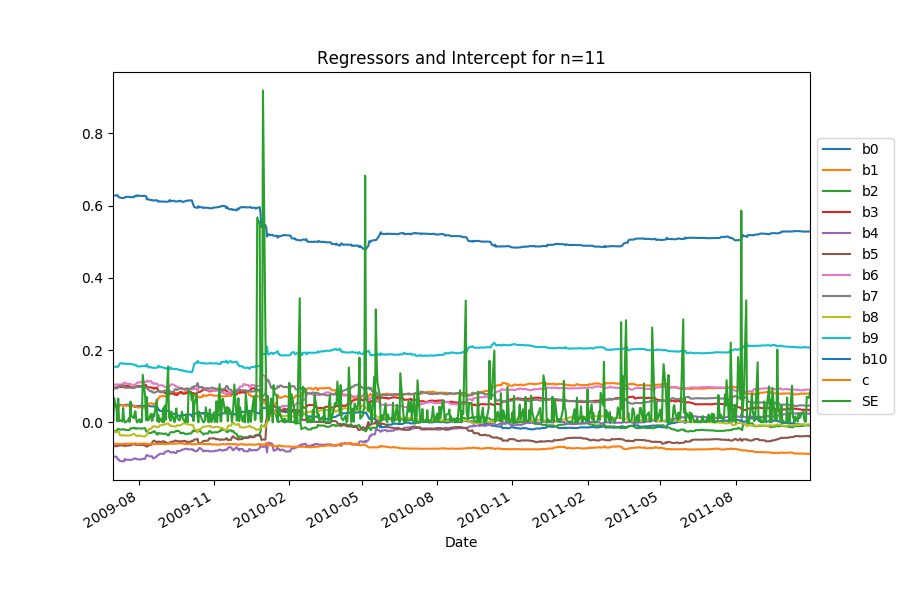 Regressors and Intercept for n=11
0.8
0.6
0.4
0.2
0.0
2009-08
2009-11
2010-02
2010-05
2010-08
2010-11
2011-02
2011-05
2011-08
Date
b0
b1
b2
b3
b4
b5
b6
b7
b8
b9
b10
c
SE